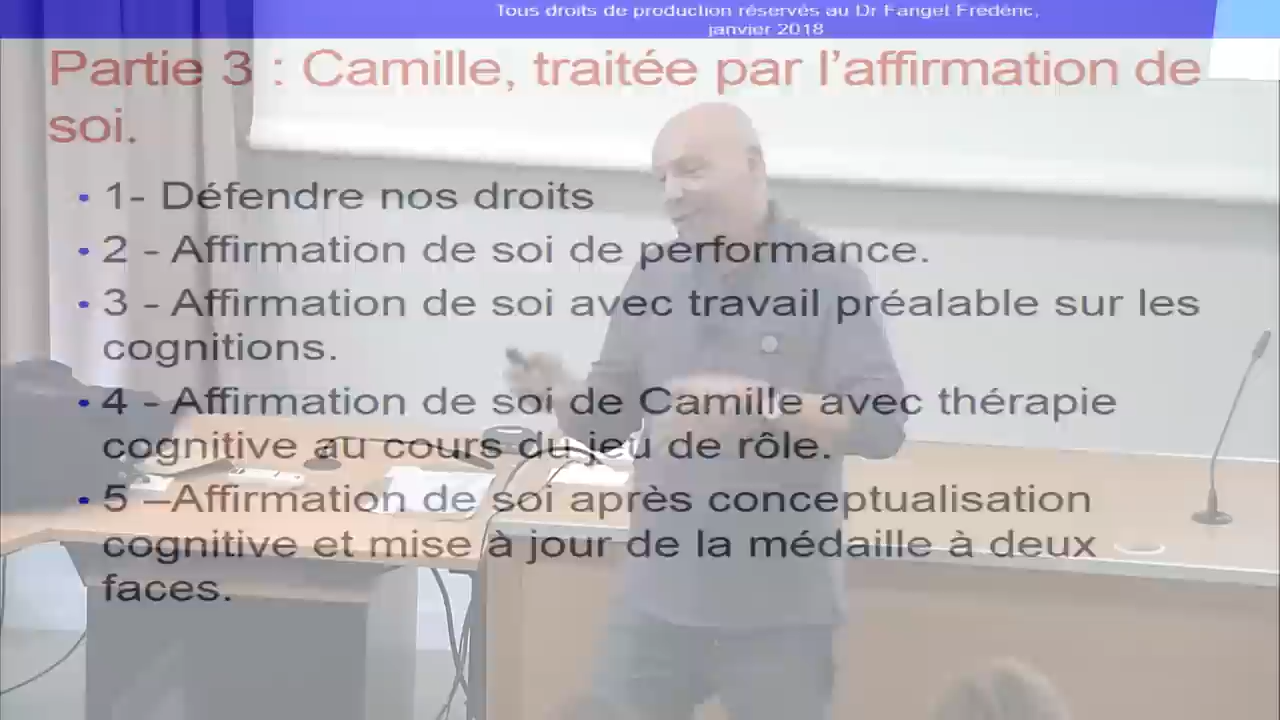 Tous droits de production réservés au Dr Fanget Frédéric,
janvier 2018
Partie 3 : Camille, traitée par l'affirmation de
soi.
• 1- Défendre nos droits
• 2 - Affirmation de soi de performance.
• 3 - Affirmation de soi avec travail préalable sur les
cognitions.
• 4 - Affirmation de soi de Camille avec thérapie
cognitive au cours du jeu de rôle.
• 5 –Affirmation de soi après conceptualisation
cognitive et mise à jour de la médaille à deux
faces.